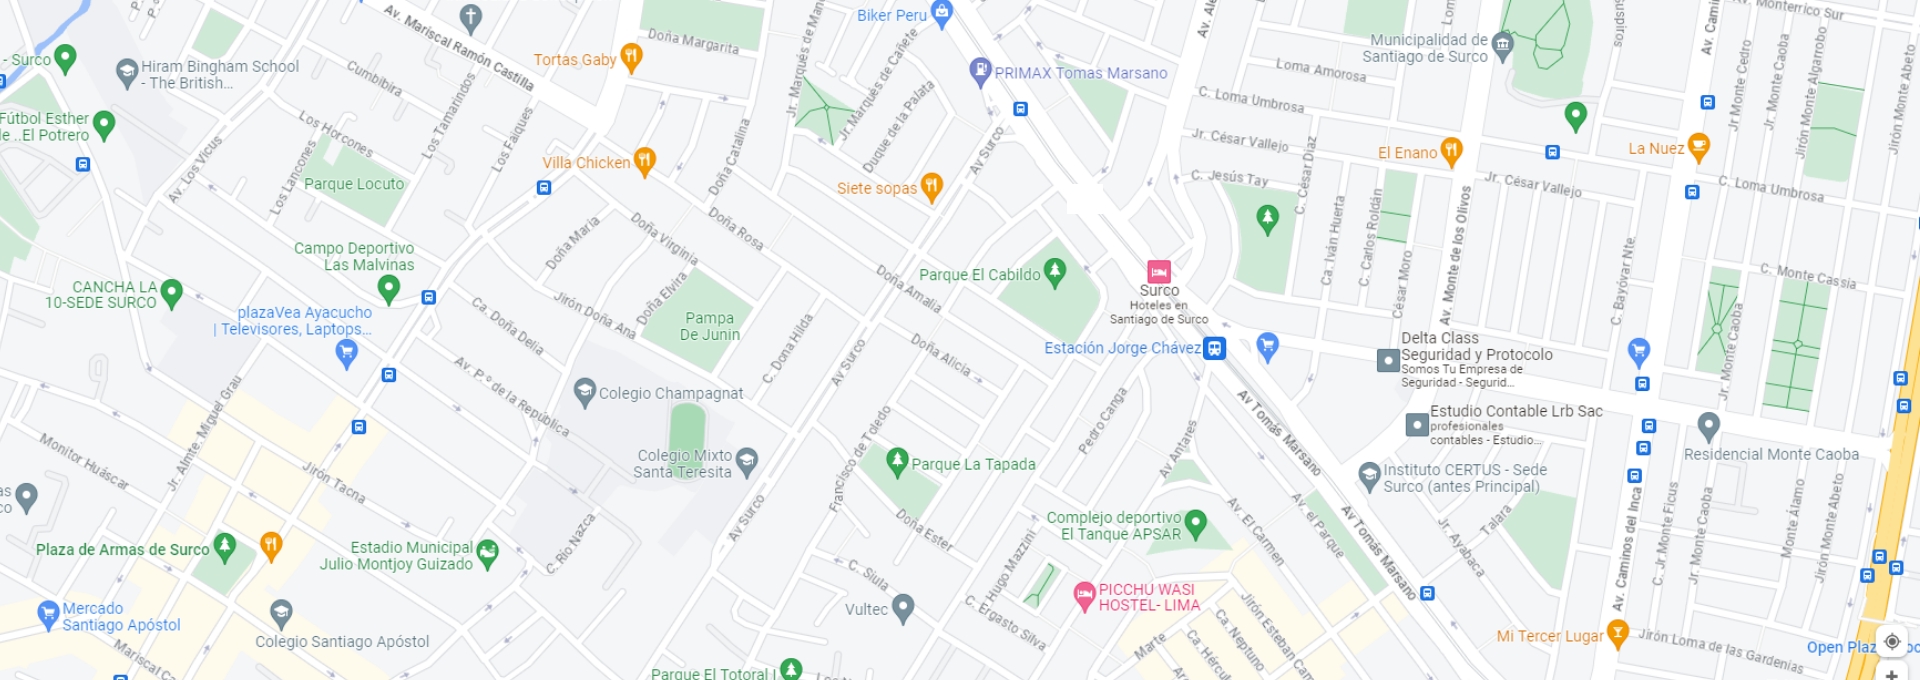 Biker Peru
Av. Mariscal Ramón Castilla
Doña Margarita
Tortas Gaby
- Surco
Hiram Bingham School
- The British...
Cumbibira
PRIMAX Tomas Marsano
Municipalidad de
Santiago de Surco
Loma Amorosa
C. Loma Umbrosa
Fútbol Esther
El Potrero
Los Horcones
Los Tamarindos
Los Faiques
Villa Chicken
Doña Catalina
Jr. Marqués de Cañete
Duque de la Palata
Siete sopas
Av Surco
Jr. César Vallejo
C. Jesús Tay
C. César Díaz
El Enano
Jr. César Vallejo
La Nuez
C. Loma Umbrosa
Jr Monte Cedro
Jr. Monte Caoba
Jirón Monte Algarrobo
Jirón Monte Abeto
Av. Monterrico Sur
Av. Los Vicus
Los Lancones
Parque Locuto
Campo Deportivo
Las Malvinas
CANCHA LA
10-SEDE SURCO
plazaVea Ayacucho
| Televisores, Laptops...
Doña María
Doña Virginia
Doña Rosa
Doña Elvira
Jirón Doña Ana
Ca. Doña Delia
Pampa
De Junin
C. Dona Hilda
Doña Amalia
Parque El Cabildo
Surco
Hoteles en
Santiago de Surco
Estación Jorge Chávez
Ca. Iván Huerta
C. Carlos Roldán
César Moro
Av. Monte de los Olivos
C. Bayóvar Nte.
C. Monte Cassia
Jr. Monte Caoba
Delta Class
Seguridad y Protocolo
Somos Tu Empresa de
Seguridad - Segurid...
Estudio Contable Lrb Sac
profesionales
contables - Estudio...
Residencial Monte Caoba
Instituto CERTUS - Sede
Surco (antes Principal)
Av Surco
Doña Alicia
Av. P.º de la República
Colegio Champagnat
Colegio Mixto
Santa Teresita
Jr. Almte. Miguel Grau
Monitor Huáscar
Jirón Tacna
Francisco de Toledo
Parque La Tapada
Pedro Canga
Av Antares
Av Tomás Marsano
Av Tomás Marsano
Av. el Parque
Av. El Carmen
Jr. Ayabaca
Talara
Av. Caminos del Inca
C. Jr. Monte Ficus
Jr. Monte Caoba
Monte Álamo
Jirón Monte Abeto
Av Surco
Doña Ester
Complejo deportivo
El Tanque APSAR
Plaza de Armas de Surco
Estadio Municipal
Julio Montjoy Guizado
C. Río Nazca
C. Siula
Hugo Mazzini
C. Ergasto Silva
Vultec
PICCHU WASI
HOSTEL- LIMA
Mercado
Santiago Apóstol
Colegio Santiago Apóstol
Mariscal
Parque El Totoral I
Marte
Ca. Neptuno
Jirón Esteban
Mi Tercer Lugar
Jirón Loma de las Gardenias
Open Plaz